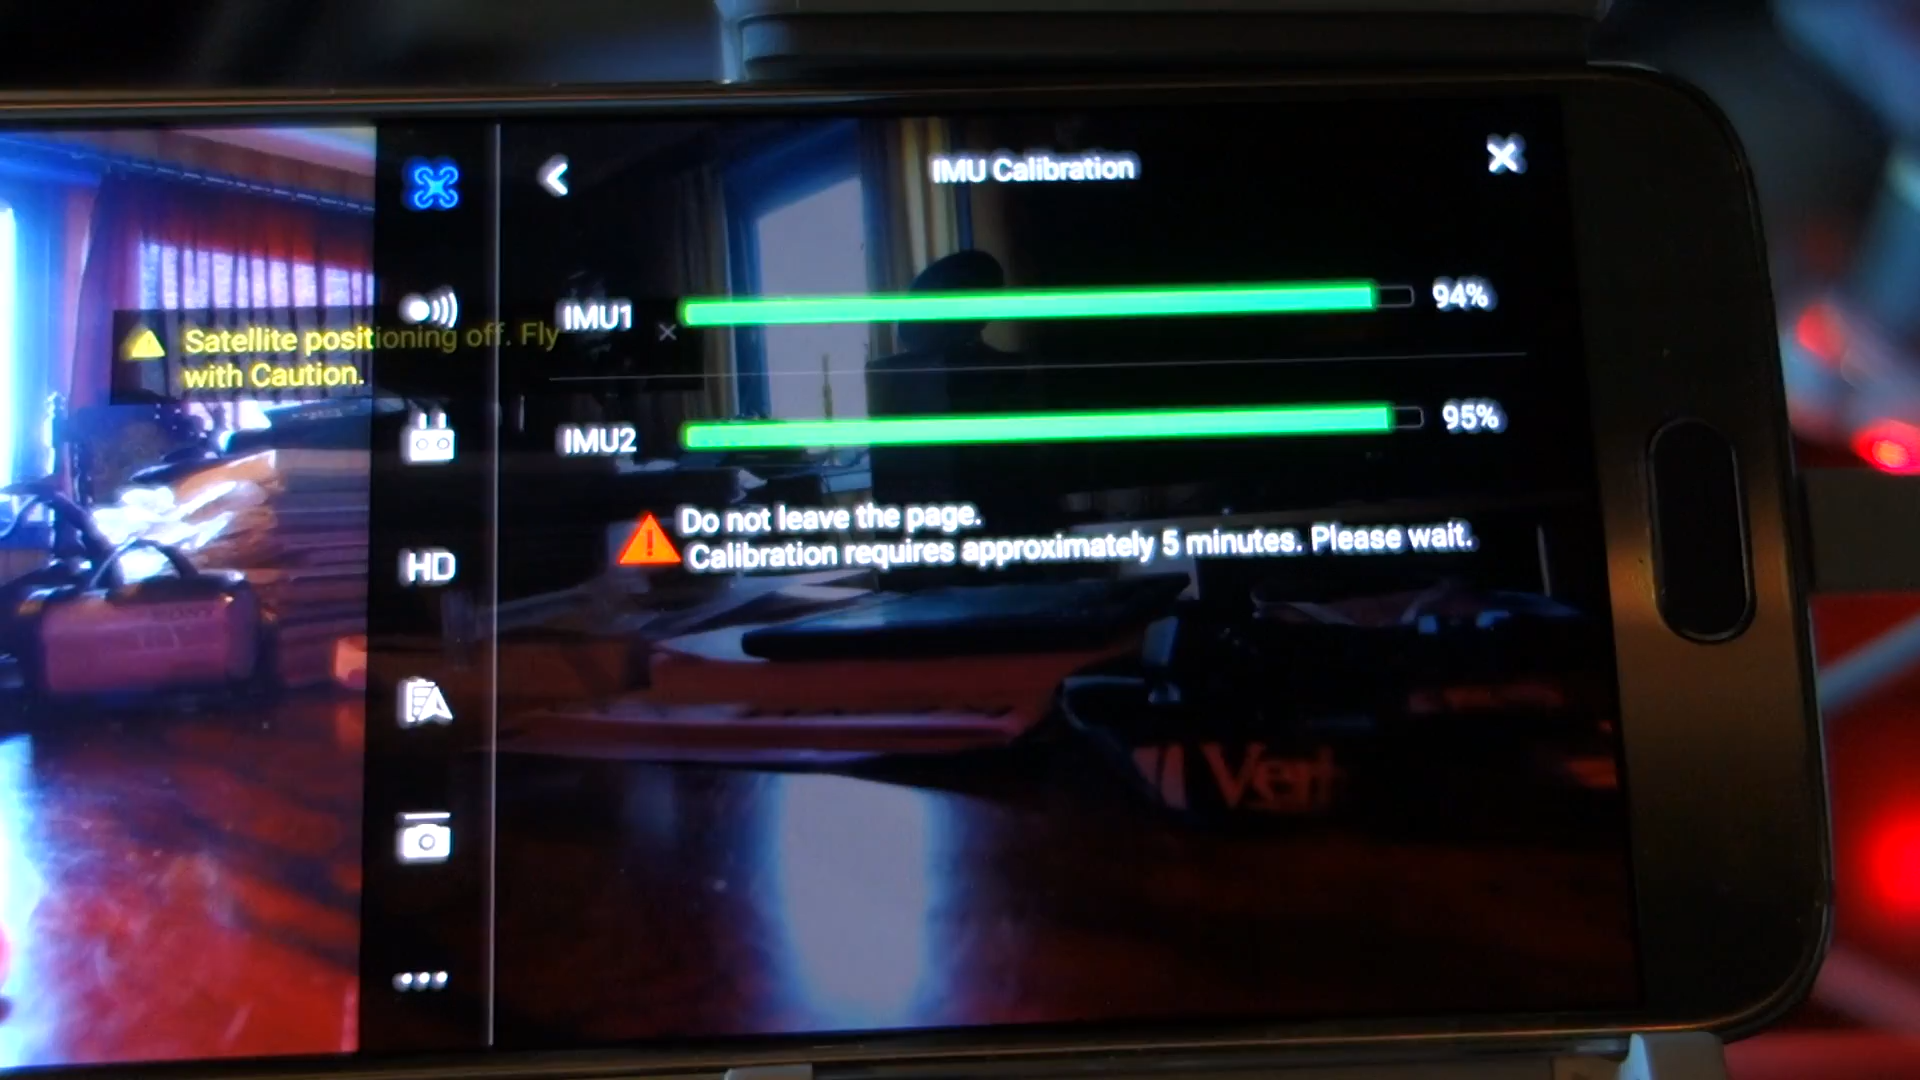 IMU Calibration
IMU1 94%
Satellite positioning off. Fly
with Caution.
IMU2 95%
Do not leave the page.
Calibration requires approximately 5 minutes. Please wait.
HD
SONY